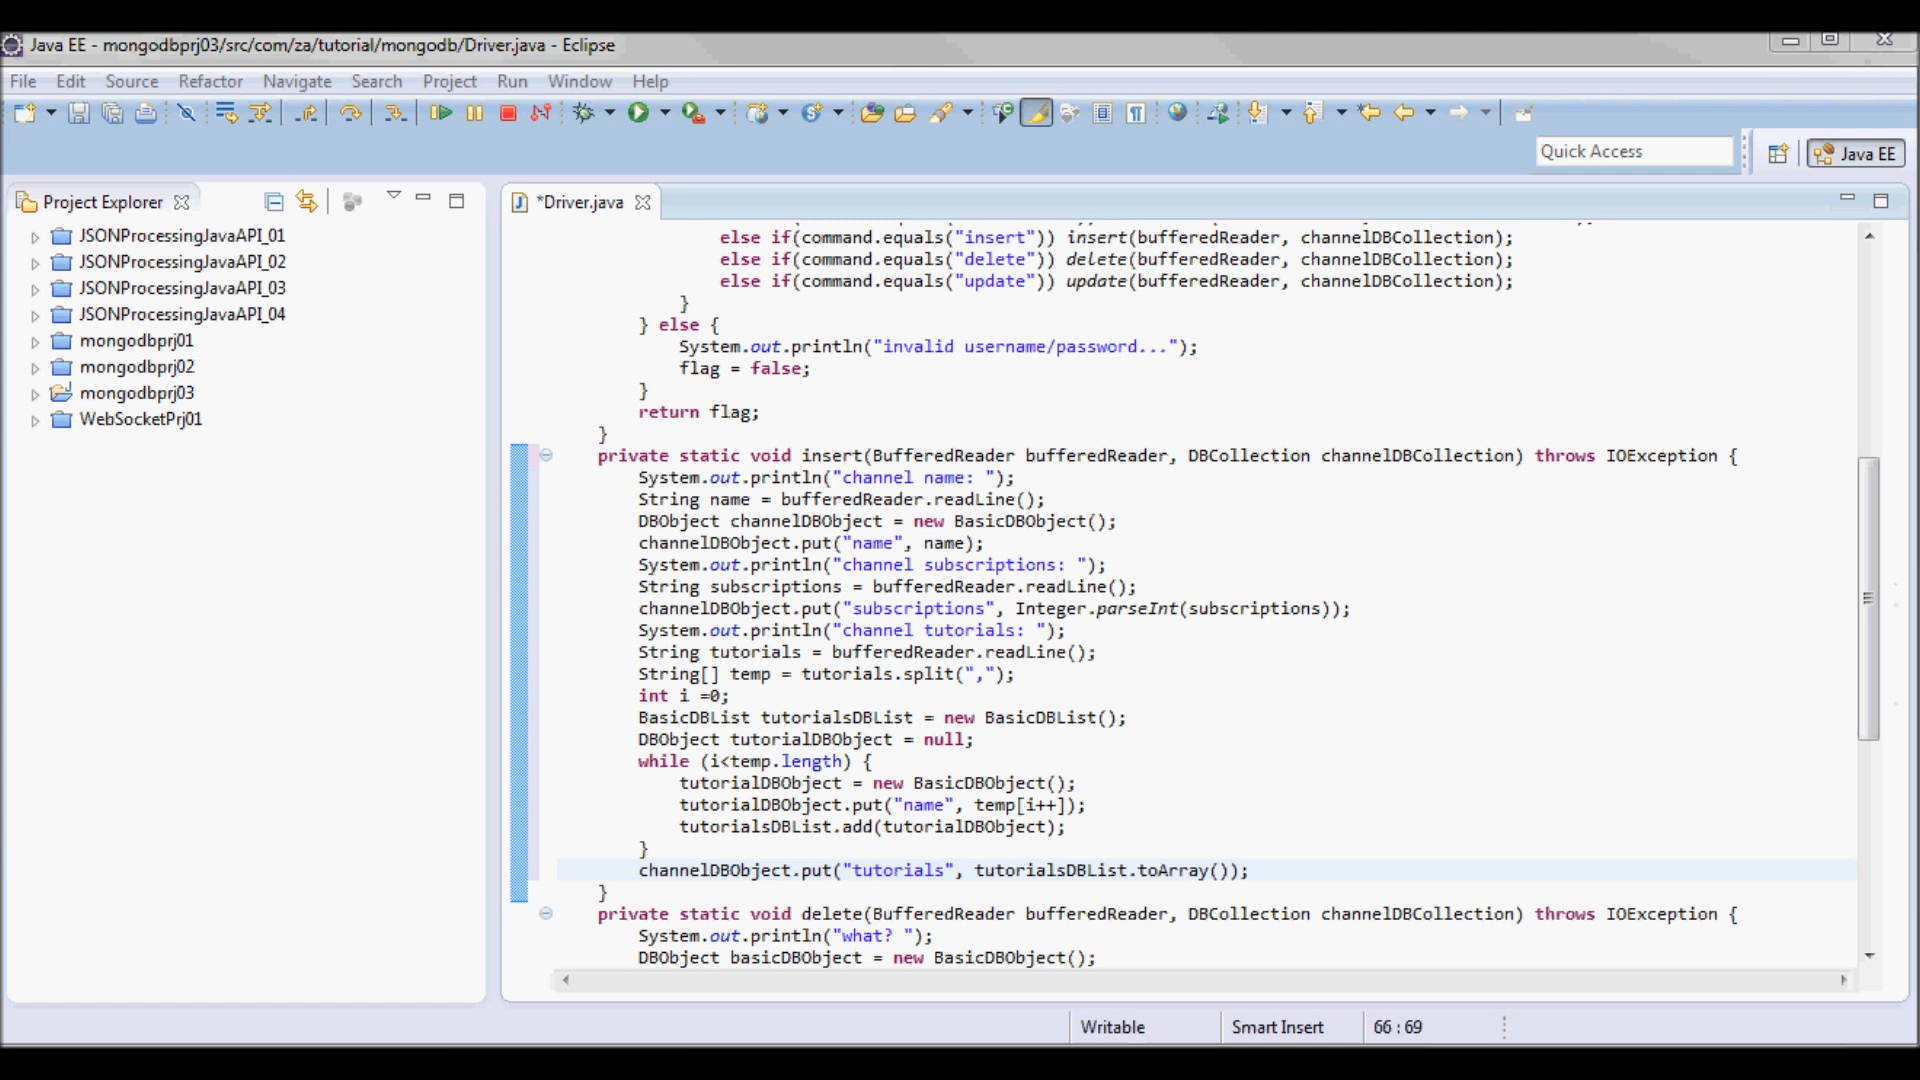 Java EE - mongodbprj03/src/com/za/tutorial/mongodb/Driver.java - Eclipse
File Edit Source Refactor Navigate Search Project Run Window Help
Quick Access
Java EE
Project Explorer
JSONProcessingJavaAPI_01
JSONProcessingJavaAPI_02
JSONProcessingJavaAPI_03
JSONProcessingJavaAPI_04
mongodbprj01
mongodbprj02
mongodbprj03
WebSocketPrj01
*Driver.java
else if(command.equals("insert")) insert(bufferedReader, channelDBCollection);
else if(command.equals("delete")) delete(bufferedReader, channelDBCollection);
else if(command.equals("update")) update(bufferedReader, channelDBCollection);
}
} else {
System.out.println("invalid username/password...");
flag = false;
}
return flag;
}
private static void insert(BufferedReader bufferedReader, DBCollection channelDBCollection) throws IOException {
System.out.println("channel name: ");
String name = bufferedReader.readLine();
DBObject channelDBObject = new BasicDBObject();
channelDBObject.put("name", name);
System.out.println("channel subscriptions: ");
String subscriptions = bufferedReader.readLine();
channelDBObject.put("subscriptions", Integer.parseInt(subscriptions));
System.out.println("channel tutorials: ");
String tutorials = bufferedReader.readLine();
String[] temp = tutorials.split(",");
int i =0;
BasicDBList tutorialsDBList = new BasicDBList();
DBObject tutorialDBObject = null;
while (i<temp.length) {
tutorialDBObject = new BasicDBObject();
tutorialDBObject.put("name", temp[i++]);
tutorialsDBList.add(tutorialDBObject);
}
channelDBObject.put("tutorials", tutorialsDBList.toArray());
}
private static void delete(BufferedReader bufferedReader, DBCollection channelDBCollection) throws IOException {
System.out.println("what? ");
DBObject basicDBObject = new BasicDBObject();
Writable
Smart Insert
66 : 69